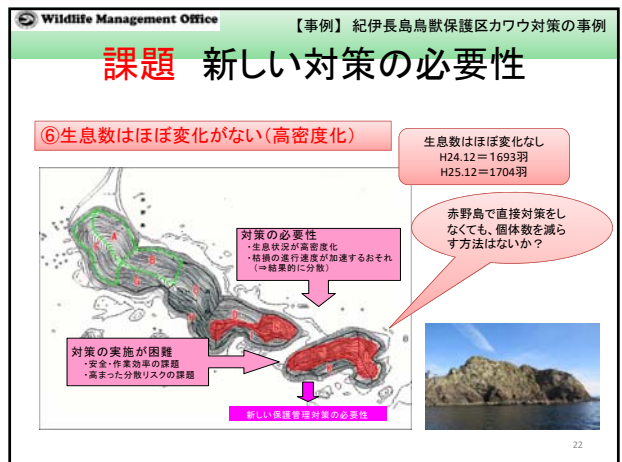 Wildlife Management Office
【事例】 紀伊長島鳥獣保護区カワウ対策の事例
課題 新しい対策の必要性
⑥生息数はほぼ変化がない(高密度化)
生息数はほぼ変化なし
H24.12=1693羽
H25.12=1704羽
赤野島で直接対策をし
なくても、個体数を減ら
す方法はないか?
対策の必要性
・生息状況が高密度化
・枯損の進行速度が加速するおそれ
(⇒結果的に分散)
A
B
対策の実施が困難
・安全・作業効率の課題
・高まった分散リスクの課題
新しい保護管理対策の必要性
22